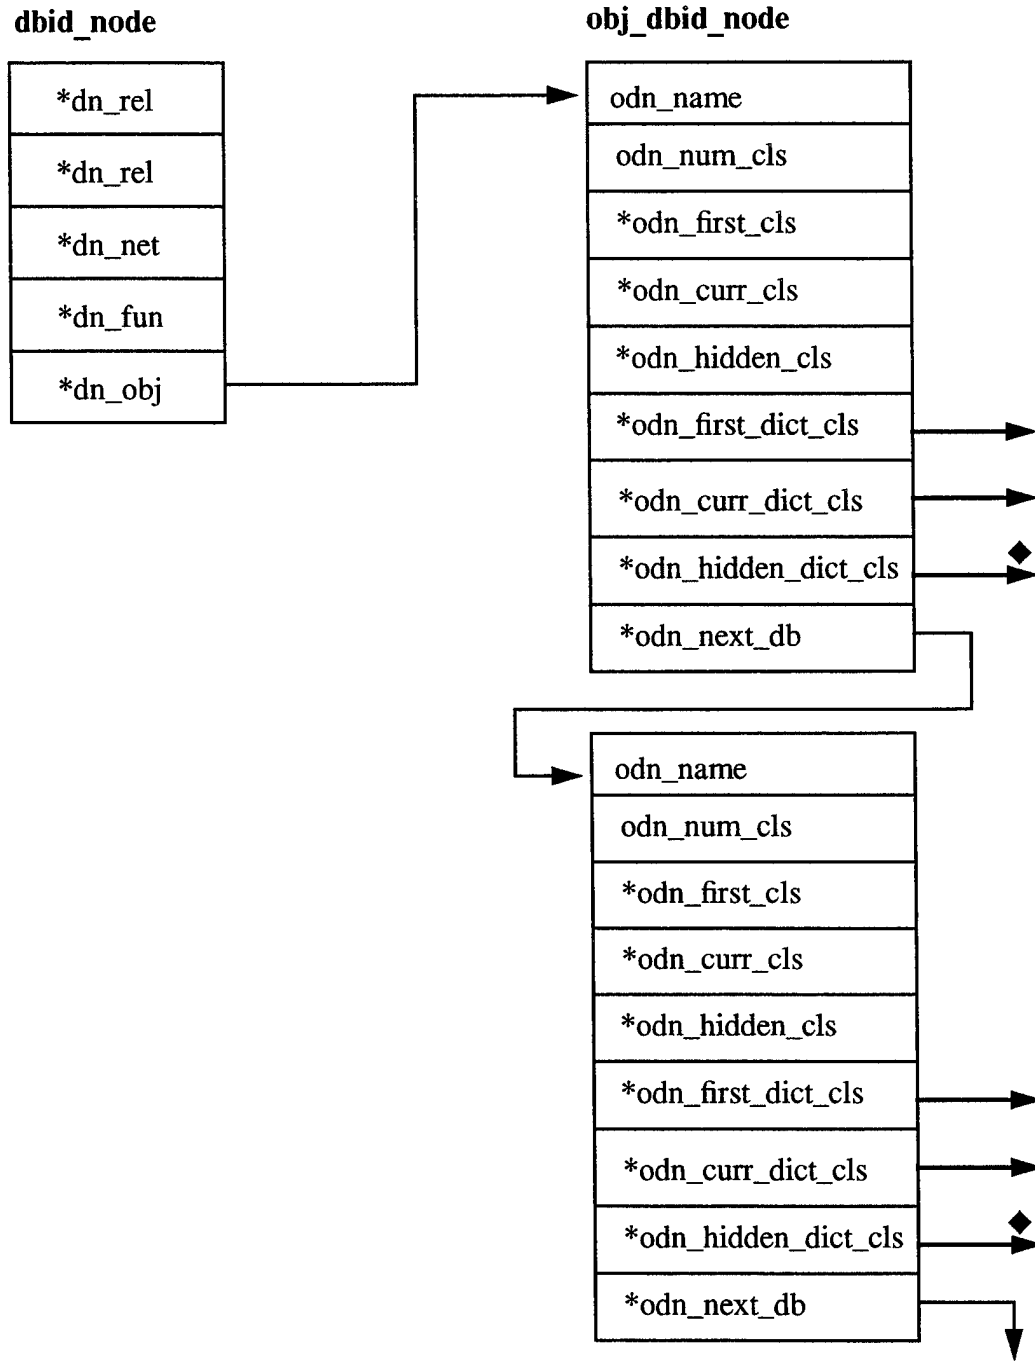 dbid_node
*dn_rel
*dn_rel
*dn_net
*dn_fun
*dn_obj
obj_dbid_node
odn_name
odn_num_cls
*odn_first_cls
*odn_curr_cls
*odn_hidden_cls
*odn_first_dict_cls
*odn_curr_dict_cls
*odn_hidden_dict_cls
*odn_next_db
odn_name
odn_num_cls
*odn_first_cls
*odn_curr_cls
*odn_hidden_cls
*odn_first_dict_cls
*odn_curr_dict_cls
*odn_hidden_dict_cls
*odn_next_db